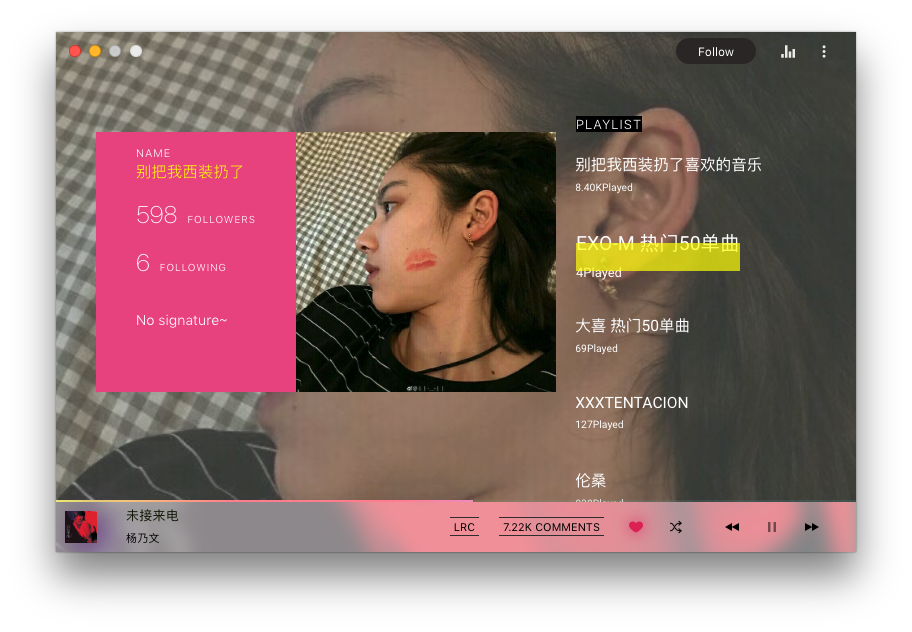 Follow
NAME
别把我西装扔了
598 FOLLOWERS
6 FOLLOWING
No signature~
PLAYLIST
别把我西装扔了喜欢的音乐
8.40KPlayed
EXO-M 热门50单曲
4Played
大喜 热门50单曲
69Played
XXXTENTACION
127Played
伦桑
未接来电
杨乃文
LRC
7.22K COMMENTS